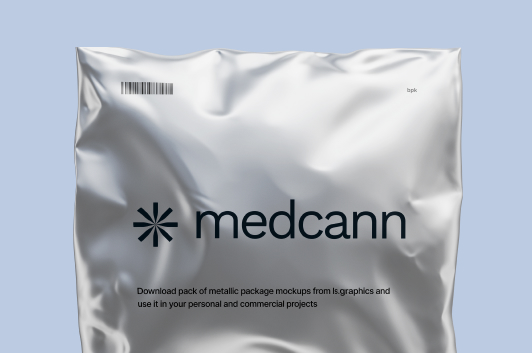 bpk
medcann
Download pack of metallic package mockups from ls.graphics and
use it in your personal and commercial projects